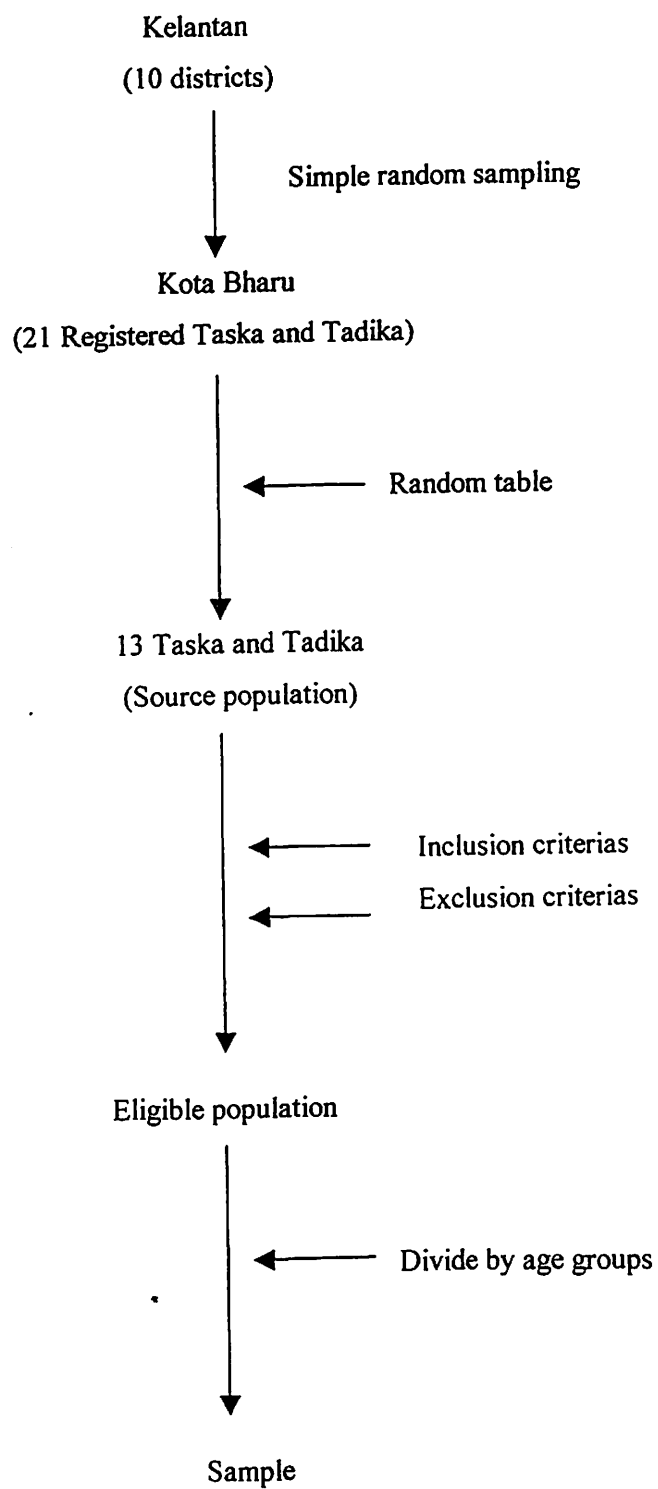 Kelantan
(10 districts)
Simple random sampling
Kota Bharu
(21 Registered Taska and Tadika)
Random table
13 Taska and Tadika
(Source population)
Inclusion criterias
Exclusion criterias
Eligible population
Divide by age groups
Sample